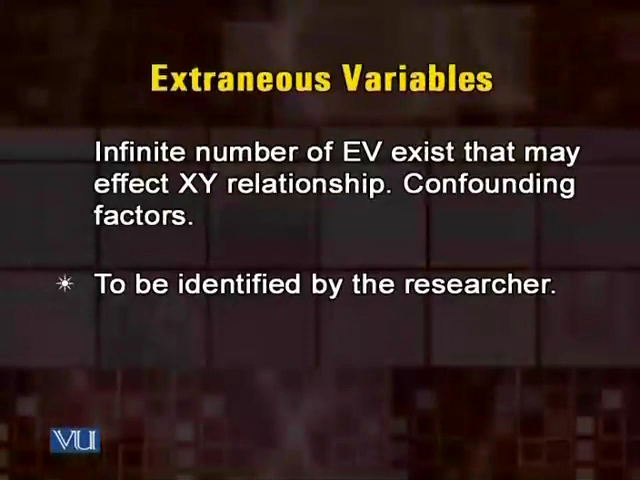 Extraneous Variables
Infinite number of EV exist that may
effect XY relationship. Confounding
factors.
To be identified by the researcher.
VU